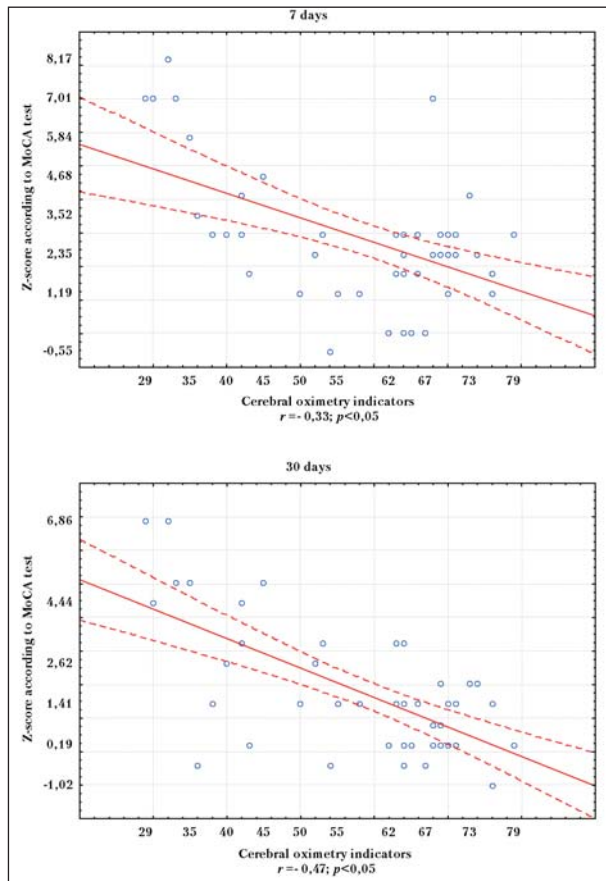 7 days
Z-score according to MoCA test
8,17
7,01
5,84
4,68
3,52
2,35
1,19
-0,55
29 35 40 45 50 55 62 67 73 79
Cerebral oximetry indicators
r =- 0,33; p<0,05
30 days
Z-score according to MoCA test
6,86
4,44
2,62
1,41
0,19
-1,02
29 35 40 45 50 55 62 67 73 79
Cerebral oximetry indicators
r=- 0,47; p<0,05